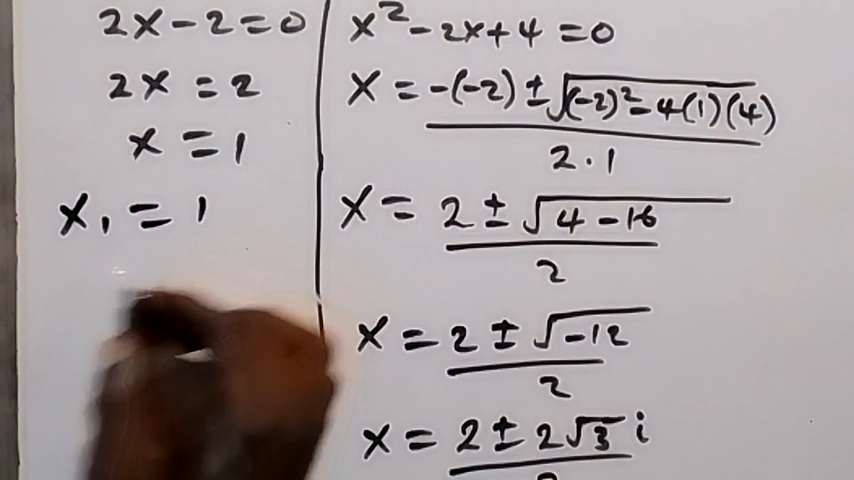 2x-2=0
2x=2
x=1
x₁=1
x²-2x+4=0
x=-(-2)±√(-2)²-4(1)(4)
2·1
x=2±√4-16
2
x=2±√-12
2
x=2±2√3i